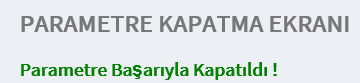 PARAMETRE KAPATMA EKRANI
Parametre Başarıyla Kapatıldı !